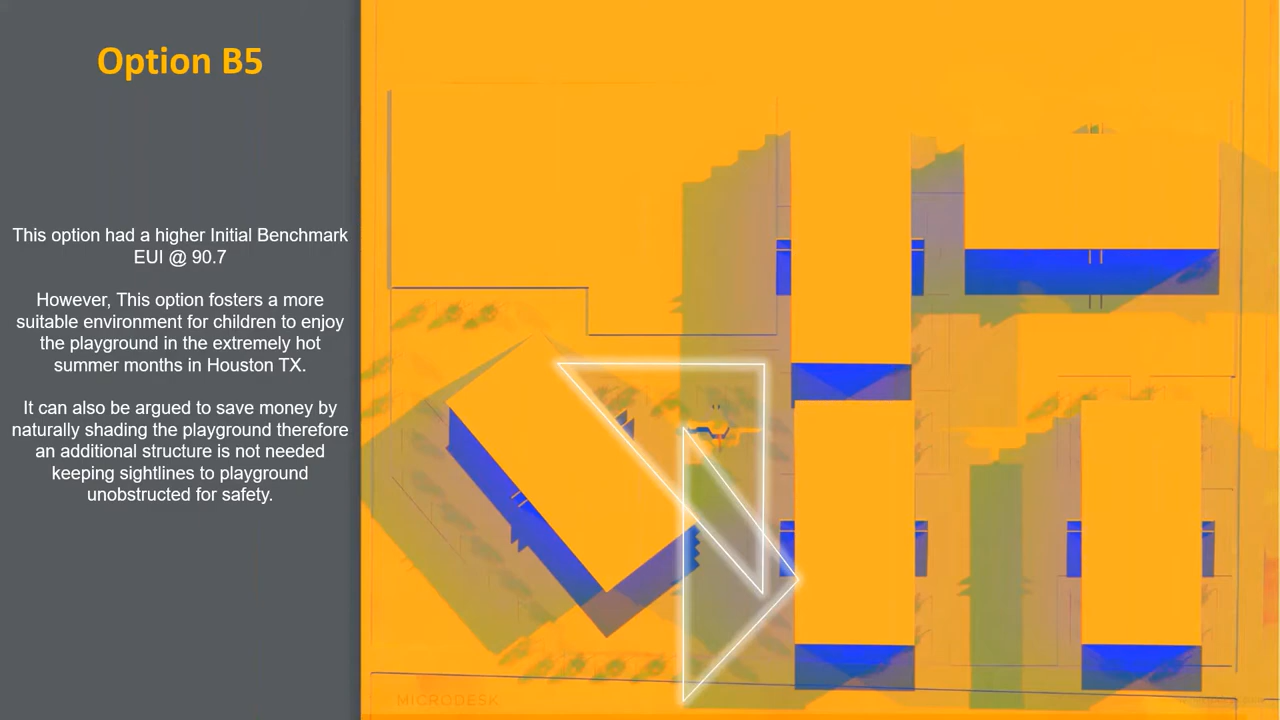 Option B5
This option had a higher Initial Benchmark
EUI @ 90.7
However, This option fosters a more
suitable environment for children to enjoy
the playground in the extremely hot
summer months in Houston TX.
It can also be argued to save money by
naturally shading the playground therefore
an additional structure is not needed
keeping sightlines to playground
unobstructed for safety.
MICRODESK